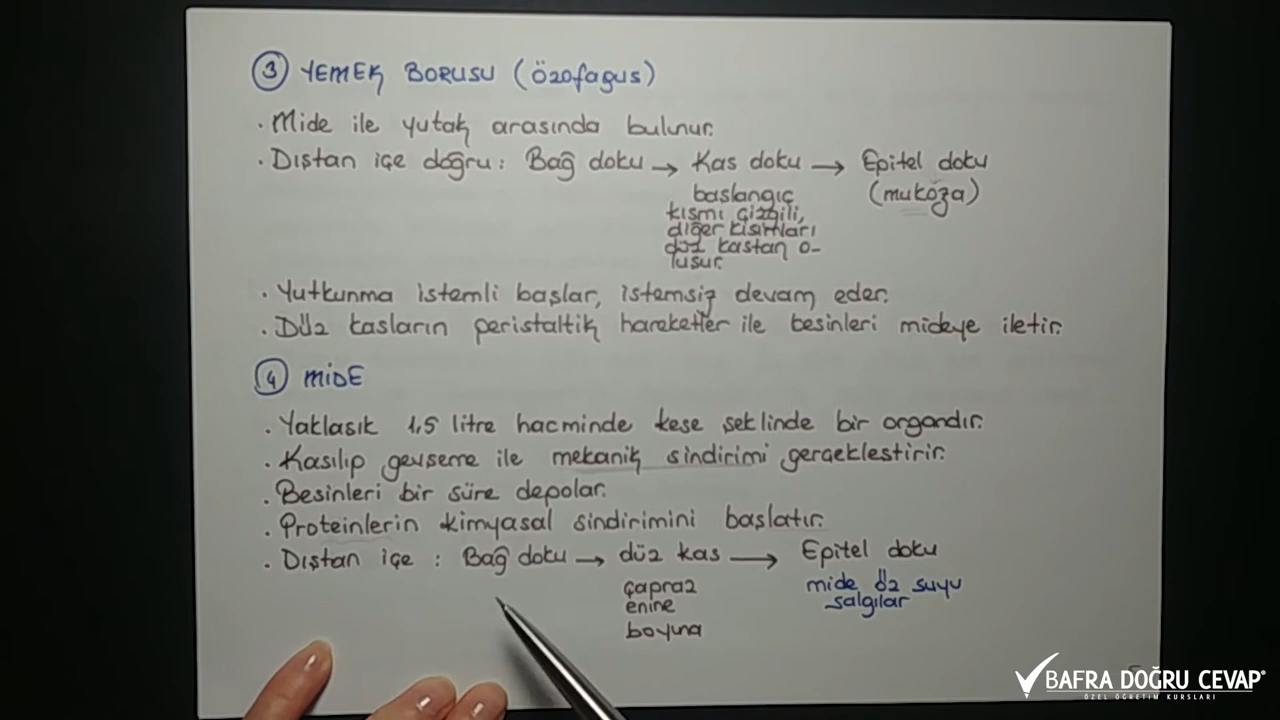 3 YEMEK BORUSU (özofagus)
. Mide ile yutak arasında bulunur.
. Dıştan içe doğru : Bağ doku → Kas doku → Epitel doku
(mukoza)
başlangıç
kısmı çizgili,
diğer kısımları
düz kastan o-
luşur.
. Yutkunma istemli başlar, istemsiz devam eder.
. Düz kasların peristaltik hareketler ile besinleri mideye iletir.
4 MİDE
. Yaklaşık 1,5 litre hacminde kese şeklinde bir organdır.
. Kasılıp gevşeme ile mekanik sindirimi gerçekleştirir.
. Besinleri bir süre depolar.
. Proteinlerin kimyasal sindirimini başlatır.
. Dıştan içe : Bağ doku → düz kas → Epitel doku
çapraz
enine
boyuna
mide öz suyu
salgılar
BAFRA DOĞRU CEVAP®
ÖZEL ÖĞRETİM KURSLARI